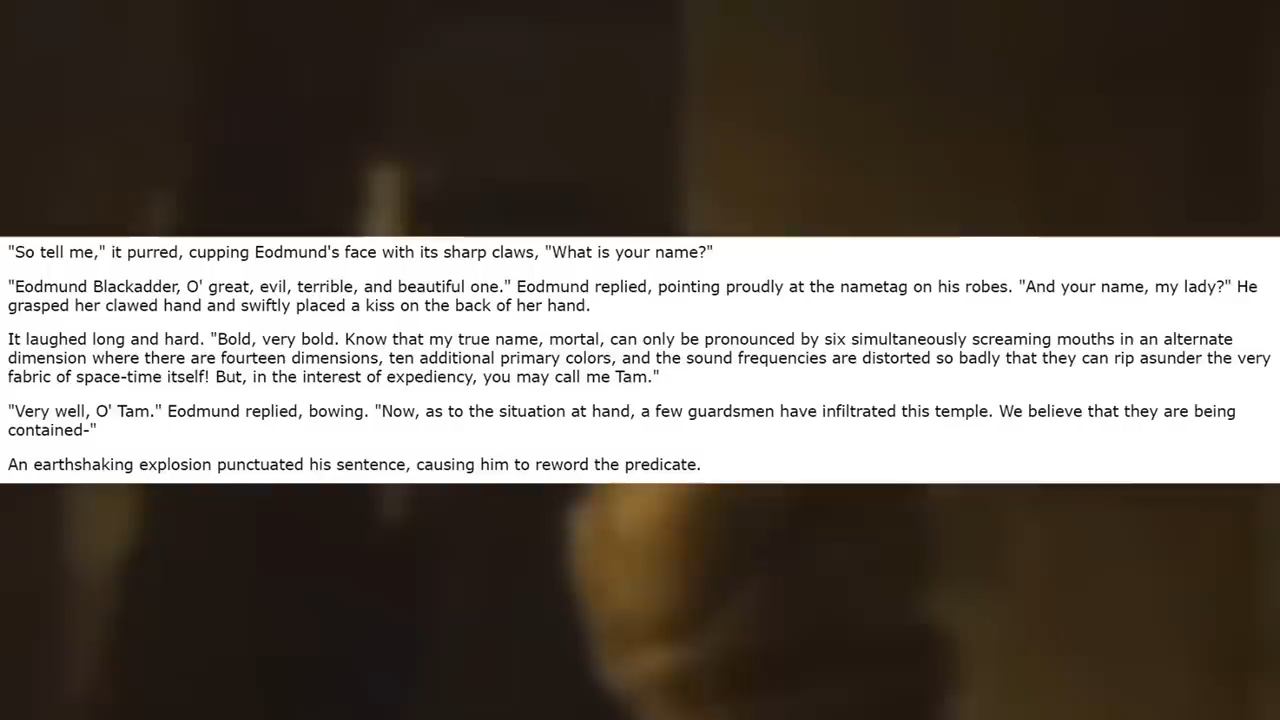 "So tell me," it purred, cupping Eodmund's face with its sharp claws, "What is your name?"
"Eodmund Blackadder, O' great, evil, terrible, and beautiful one." Eodmund replied, pointing proudly at the nametag on his robes. "And your name, my lady?" He
grasped her clawed hand and swiftly placed a kiss on the back of her hand.
It laughed long and hard. "Bold, very bold. Know that my true name, mortal, can only be pronounced by six simultaneously screaming mouths in an alternate
dimension where there are fourteen dimensions, ten additional primary colors, and the sound frequencies are distorted so badly that they can rip asunder the very
fabric of space-time itself! But, in the interest of expediency, you may call me Tam."
"Very well, O' Tam." Eodmund replied, bowing. "Now, as to the situation at hand, a few guardsmen have infiltrated this temple. We believe that they are being
contained-"
An earthshaking explosion punctuated his sentence, causing him to reword the predicate.